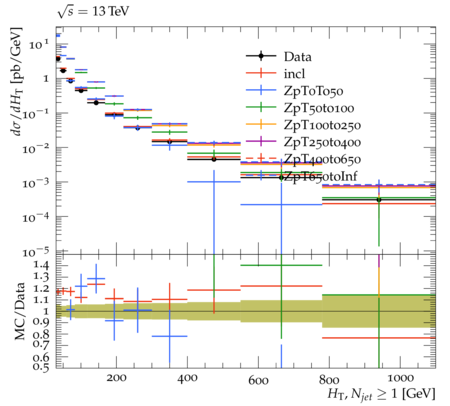 √s = 13 TeV
dσ/dH_T [pb/GeV]
10^1
1
10^−1
10^−2
10^−3
10^−4
10^−5
Data
incl
ZpT0To50
ZpT50to100
ZpT100to250
ZpT250to400
ZpT400to650
ZpT650toInf
MC/Data
1.4
1.3
1.2
1.1
1
0.9
0.8
0.7
0.6
0.5
200 400 600 800 1000
H_T, N_jet ≥ 1 [GeV]